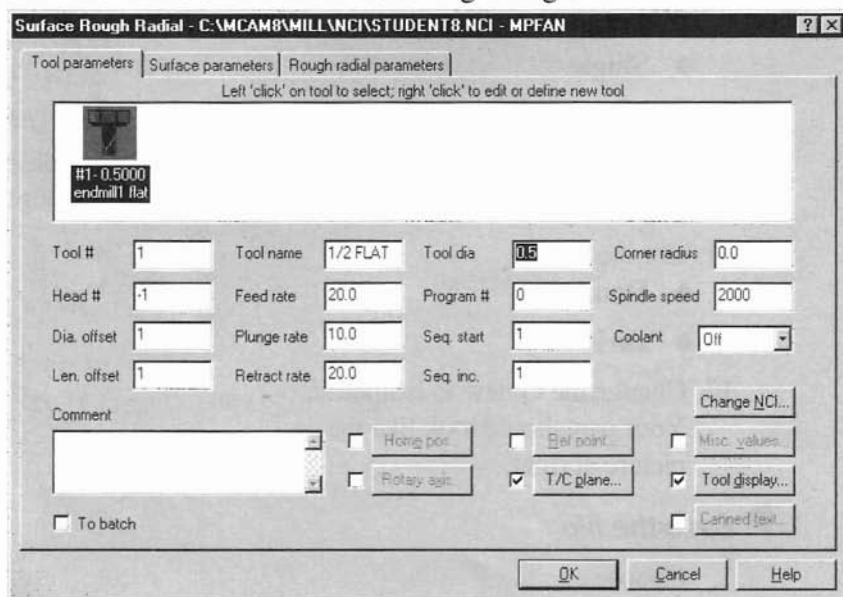 Surface Rough Radial - C:\MCAM8\MILL\NCI\STUDENT8.NCI - MPFAN ? ×
Tool parameters Surface parameters Rough radial parameters
Left 'click' on tool to select; right 'click' to edit or define new tool
#1- 0.5000
endmill1 flat
Tool # 1 Tool name 1/2 FLAT Tool dia 0.5 Corner radius 0.0
Head # -1 Feed rate 20.0 Program # 0 Spindle speed 2000
Dia. offset 1 Plunge rate 10.0 Seq. start 1 Coolant Off
Len. offset 1 Retract rate 20.0 Seq. inc. 1
Change NCI...
Comment
Home pos... Ref point... Misc. values...
Rotary axis... T/C plane... Tool display...
To batch Canned text...
OK Cancel Help